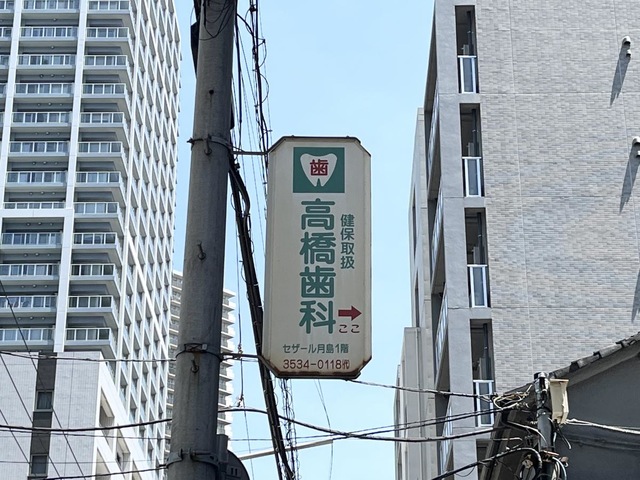 歯
健保取扱
高橋歯科
ここ
セザール月島1階
3534-0118代